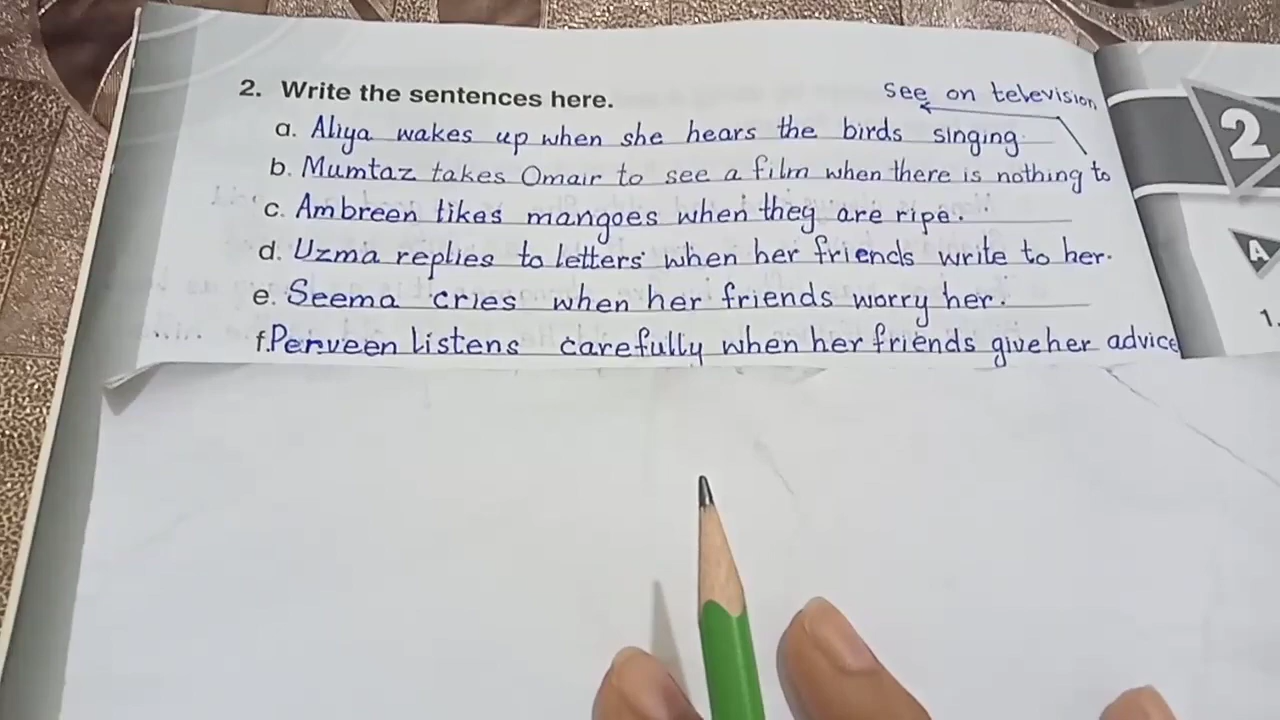 2. Write the sentences here.
see on television
a. Aliya wakes up when she hears the birds singing
b. Mumtaz takes Omair to see a film when there is nothing to
c. Ambreen likes mangoes when they are ripe.
d. Uzma replies to letters when her friends write to her.
e. Seema cries when her friends worry her.
f. Perveen listens carefully when her friends give her advice
2
A
1.